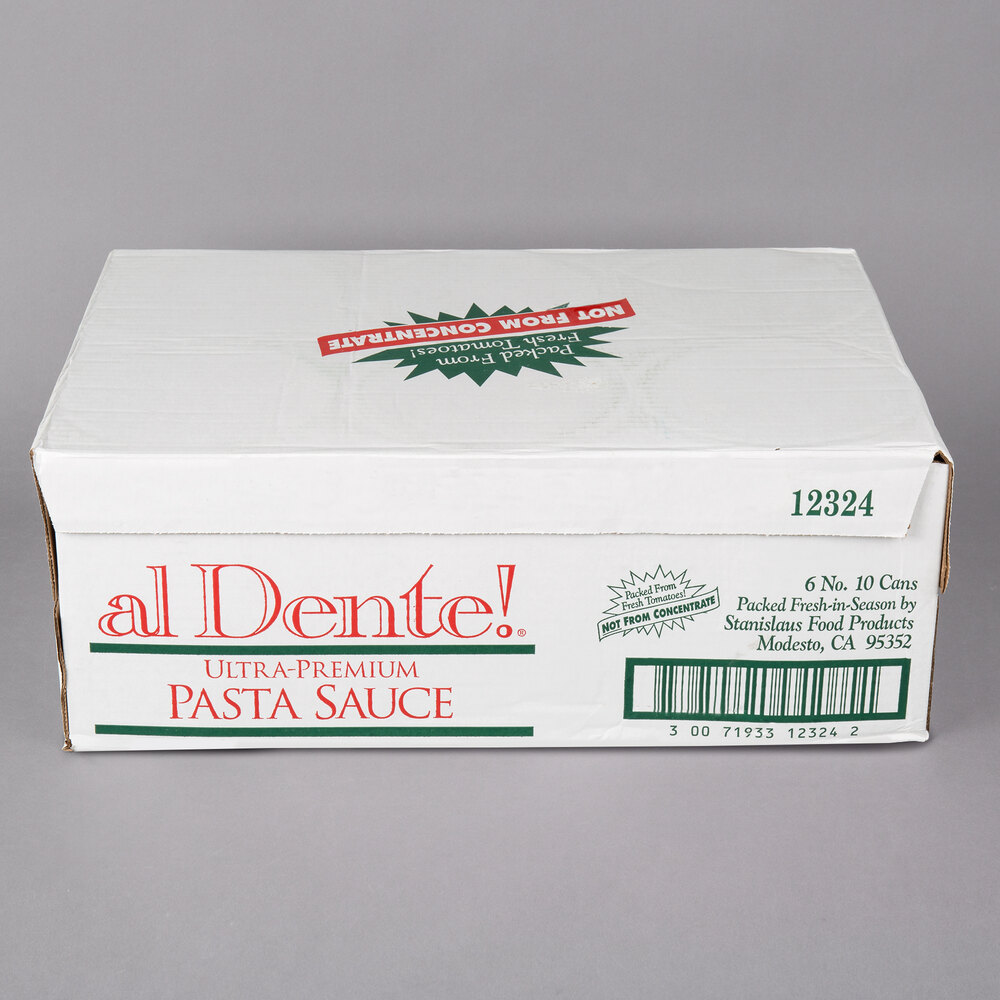 NOT FROM CONCENTRATE
Packed From
Fresh Tomatoes!
12324
al Dente!®
ULTRA-PREMIUM
PASTA SAUCE
Packed From
Fresh Tomatoes!
NOT FROM CONCENTRATE
6 No. 10 Cans
Packed Fresh-in-Season by
Stanislaus Food Products
Modesto, CA 95352
3 00 71933 12324 2